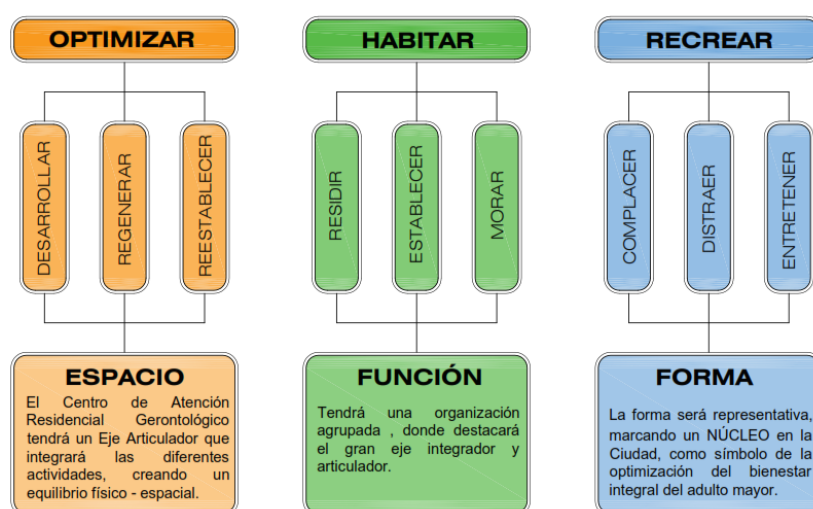 OPTIMIZAR
DESARROLLAR
REGENERAR
REESTABLECER
ESPACIO
El Centro de Atención
Residencial Gerontológico
tendrá un Eje Articulador que
integrará las diferentes
actividades, creando un
equilibrio físico - espacial.
HABITAR
RESIDIR
ESTABLECER
MORAR
FUNCIÓN
Tendrá una organización
agrupada , donde destacará
el gran eje integrador y
articulador.
RECREAR
COMPLACER
DISTRAER
ENTRETENER
FORMA
La forma será representativa,
marcando un NÚCLEO en la
Ciudad, como símbolo de la
optimización del bienestar
integral del adulto mayor.